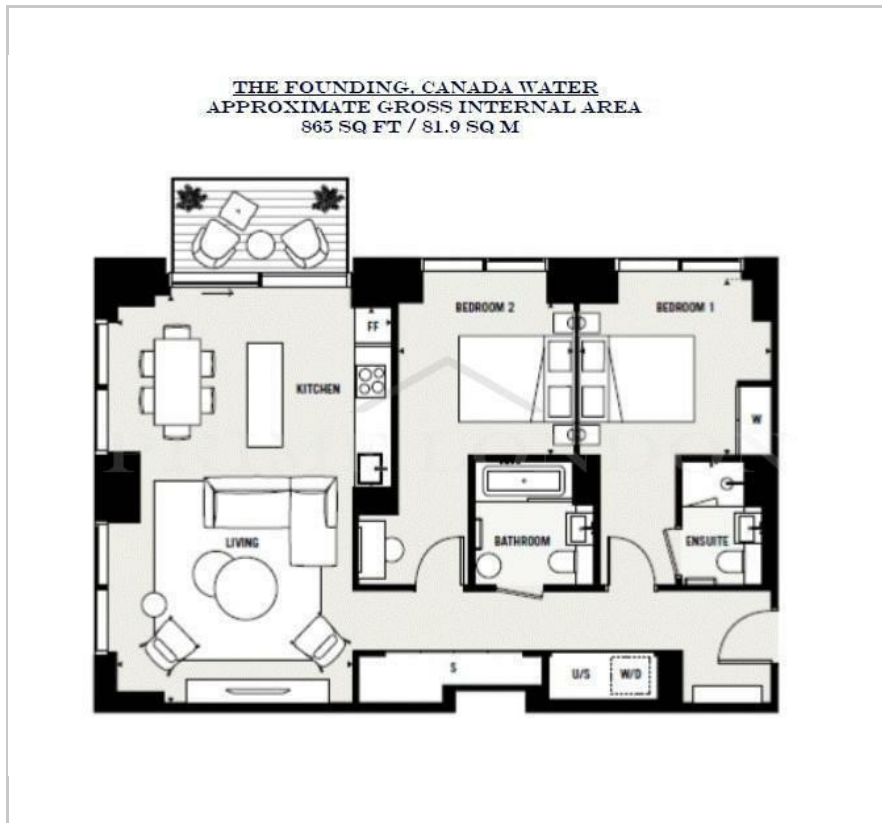 THE FOUNDING, CANADA WATER
APPROXIMATE GROSS INTERNAL AREA
865 SQ FT / 81.9 SQ M
BEDROOM 2
BEDROOM 1
FF
KITCHEN
W
LONDON
LIVING
BATHROOM
ENSUITE
S
U/S
W/D